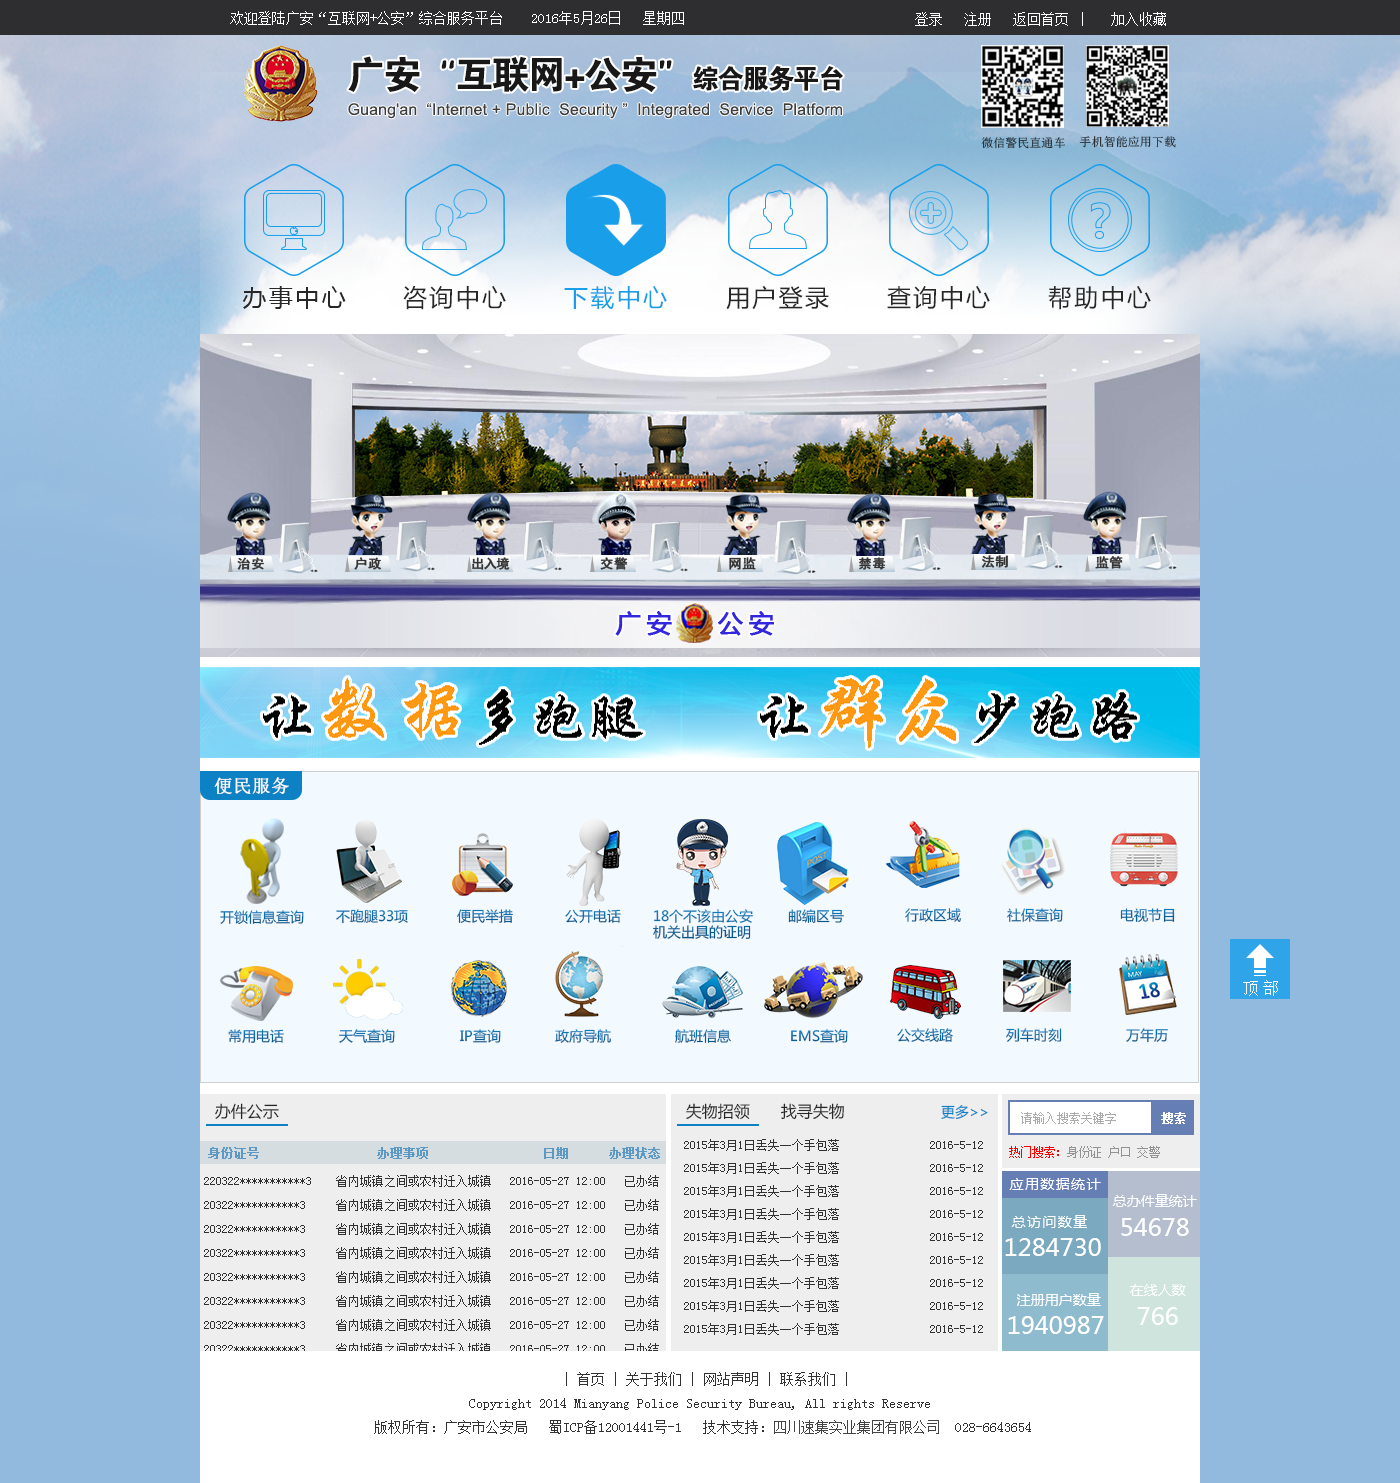 欢迎登陆广安“互联网+公安”综合服务平台 2016年5月26日 星期四 登录 注册 返回首页 | 加入收藏
广安“互联网+公安”综合服务平台
Guang'an “Internet + Public Security” Integrated Service Platform
微信警民直通车 手机智能应用下载
办事中心 咨询中心 下载中心 用户登录 查询中心 帮助中心
治安 户政 出入境 交警 网监 禁毒 法制 监管
广安公安
让数据多跑腿 让群众少跑路
便民服务
POST
开锁信息查询 不跑腿33项 便民举措 公开电话 18个不该由公安机关出具的证明 邮编区号 行政区域 社保查询 电视节目
MAY
18
顶部
常用电话 天气查询 IP查询 政府导航 航班信息 EMS查询 公交线路 列车时刻 万年历
办件公示
身份证号 办理事项 日期 办理状态
220322***********3 省内城镇之间或农村迁入城镇 2016-05-27 12:00 已办结
20322***********3 省内城镇之间或农村迁入城镇 2016-05-27 12:00 已办结
20322***********3 省内城镇之间或农村迁入城镇 2016-05-27 12:00 已办结
20322***********3 省内城镇之间或农村迁入城镇 2016-05-27 12:00 已办结
20322***********3 省内城镇之间或农村迁入城镇 2016-05-27 12:00 已办结
20322***********3 省内城镇之间或农村迁入城镇 2016-05-27 12:00 已办结
20322***********3 省内城镇之间或农村迁入城镇 2016-05-27 12:00 已办结
20322***********3 省内城镇之间或农村迁入城镇 2016-05-27 12:00 已办结
失物招领 找寻失物 更多>>
2015年3月1日丢失一个手包落 2016-5-12
2015年3月1日丢失一个手包落 2016-5-12
2015年3月1日丢失一个手包落 2016-5-12
2015年3月1日丢失一个手包落 2016-5-12
2015年3月1日丢失一个手包落 2016-5-12
2015年3月1日丢失一个手包落 2016-5-12
2015年3月1日丢失一个手包落 2016-5-12
2015年3月1日丢失一个手包落 2016-5-12
2015年3月1日丢失一个手包落 2016-5-12
请输入搜索关键字 搜索
热门搜索：身份证 户口 交警
应用数据统计
总访问数量
1284730
总办件量统计
54678
注册用户数量
1940987
在线人数
766
| 首页 | 关于我们 | 网站声明 | 联系我们 |
Copyright 2014 Mianyang Police Security Bureau, All rights Reserve
版权所有：广安市公安局 蜀ICP备12001441号-1 技术支持：四川速集实业集团有限公司 028-6643654